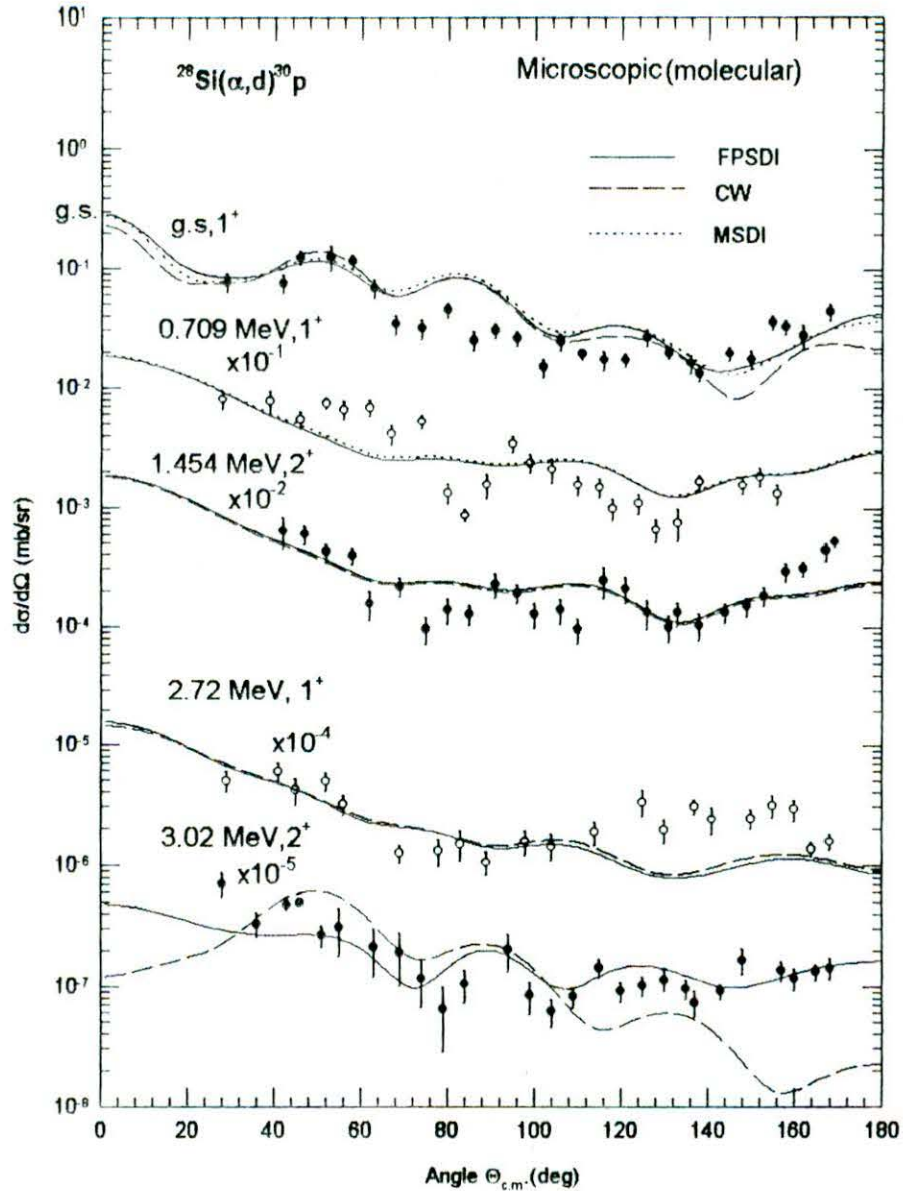 10¹
²⁸Si(α,d)³⁰p
Microscopic (molecular)
10⁰
FPSDI
CW
MSDI
g.s.
g.s,1⁺
10⁻¹
0.709 MeV,1⁺
x10⁻¹
10⁻²
1.454 MeV,2⁺
x10⁻²
10⁻³
dσ/dΩ (mb/sr)
10⁻⁴
2.72 MeV, 1⁺
x10⁻⁴
10⁻⁵
3.02 MeV,2⁺
x10⁻⁵
10⁻⁶
10⁻⁷
10⁻⁸
0 20 40 60 80 100 120 140 160 180
Angle Θc.m.(deg)